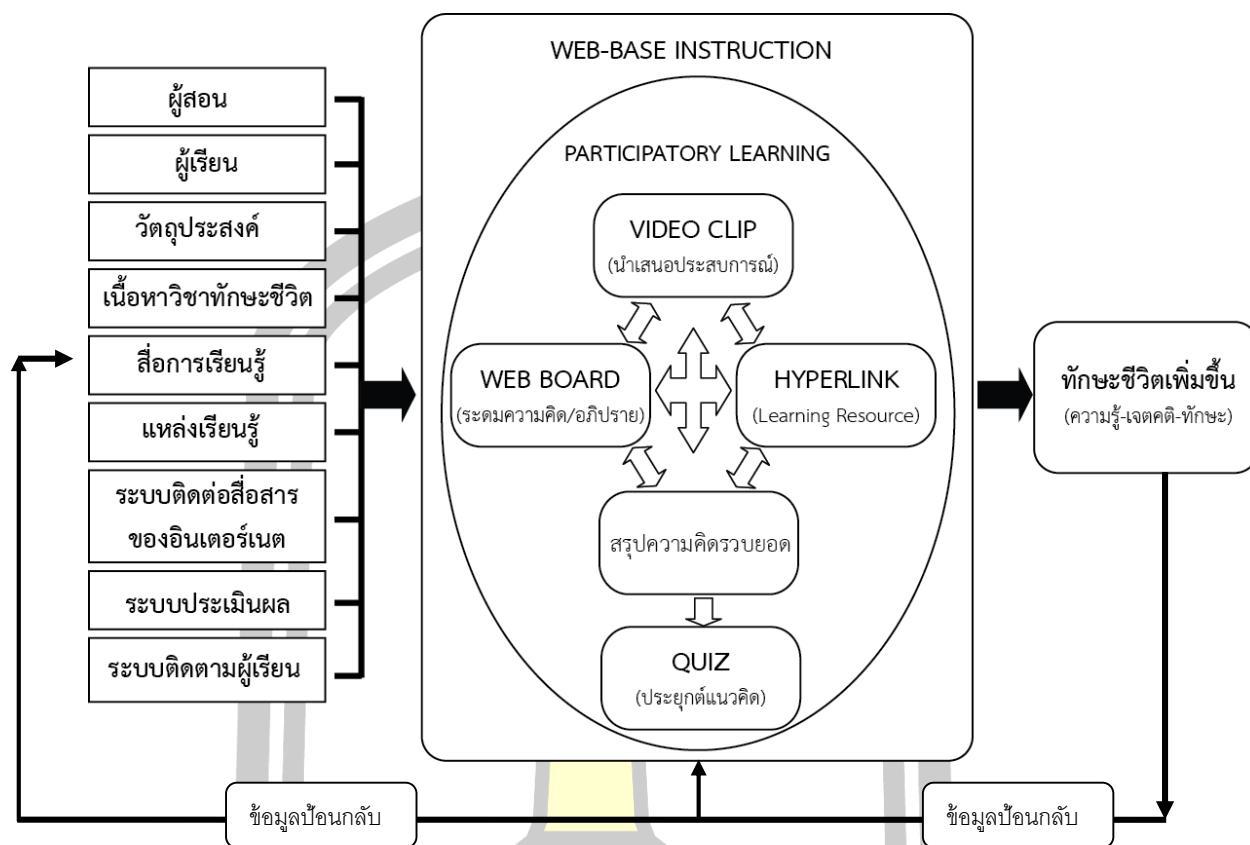 ผู้สอน
ผู้เรียน
วัตถุประสงค์
เนื้อหาวิชาทักษะชีวิต
สื่อการเรียนรู้
แหล่งเรียนรู้
ระบบติดต่อสื่อสาร
ของอินเตอร์เนต
ระบบประเมินผล
ระบบติดตามผู้เรียน
WEB-BASE INSTRUCTION
PARTICIPATORY LEARNING
VIDEO CLIP
(นำเสนอประสบการณ์)
WEB BOARD
(ระดมความคิด/อภิปราย)
HYPERLINK
(Learning Resource)
สรุปความคิดรวบยอด
QUIZ
(ประยุกต์แนวคิด)
ทักษะชีวิตเพิ่มขึ้น
(ความรู้-เจตคติ-ทักษะ)
ข้อมูลป้อนกลับ
ข้อมูลป้อนกลับ